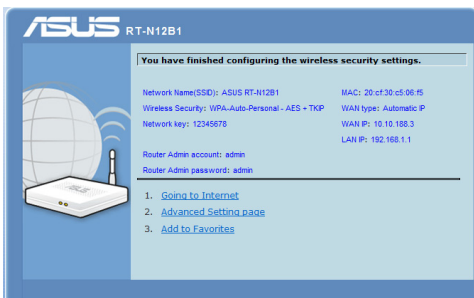 ASUS RT-N12B1
You have finished configuring the wireless security settings.
Network Name(SSID): ASUS RT-N12B1
Wireless Security: WPA-Auto-Personal - AES + TKIP
Network key: 12345678
MAC: 20:cf:30:c5:06:f5
WAN type: Automatic IP
WAN IP: 10.10.188.3
LAN IP: 192.168.1.1
Router Admin account: admin
Router Admin password: admin
1. Going to Internet
2. Advanced Setting page
3. Add to Favorites
ASUS